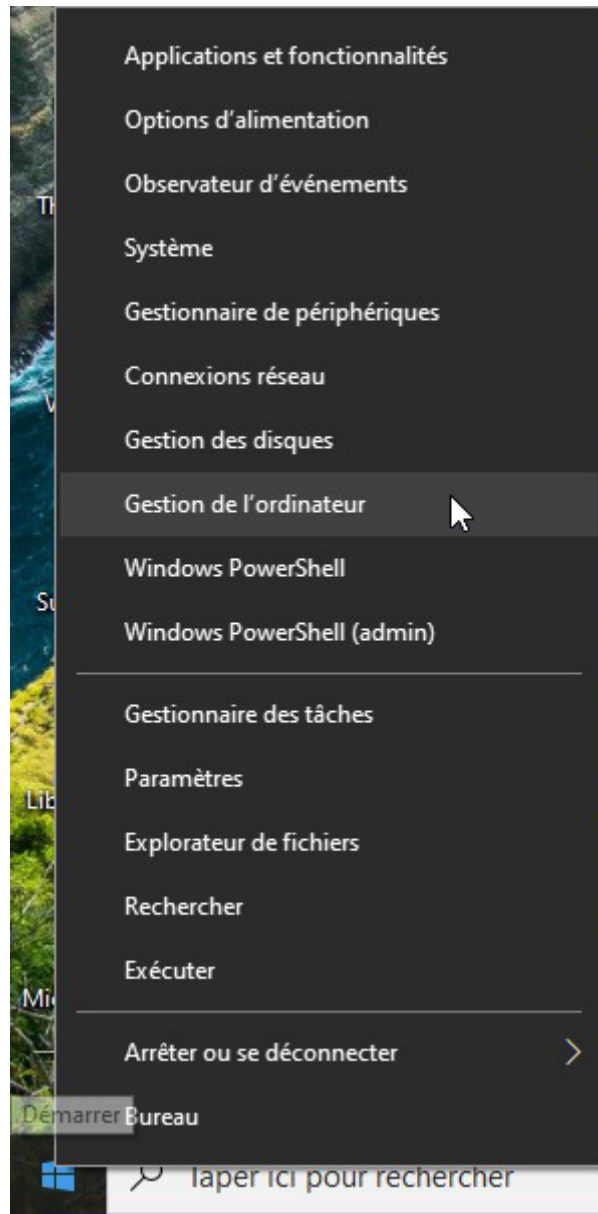 Applications et fonctionnalités
Options d'alimentation
Observateur d'événements
Système
Gestionnaire de périphériques
Connexions réseau
Gestion des disques
Gestion de l'ordinateur
Windows PowerShell
Windows PowerShell (admin)
Gestionnaire des tâches
Paramètres
Explorateur de fichiers
Rechercher
Exécuter
Arrêter ou se déconnecter
Démarrer
Bureau
Taper ici pour rechercher